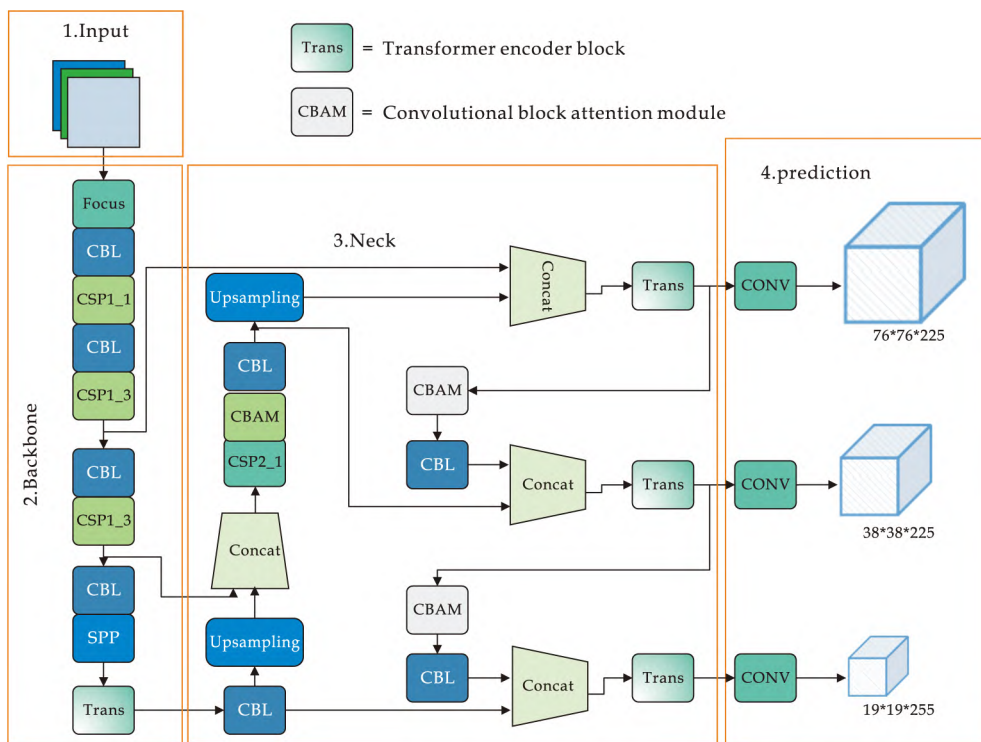 1.Input
Trans = Transformer encoder block
CBAM = Convolutional block attention module
2.Backbone
Focus
CBL
CSP1_1
CBL
CSP1_3
CBL
CSP1_3
CBL
SPP
Trans
3.Neck
Upsampling
CBL
CBAM
CSP2_1
Concat
Upsampling
CBL
Concat
Trans
CBAM
CBL
Concat
Trans
CBAM
CBL
Concat
Trans
4.prediction
CONV
76*76*225
CONV
38*38*225
CONV
19*19*255